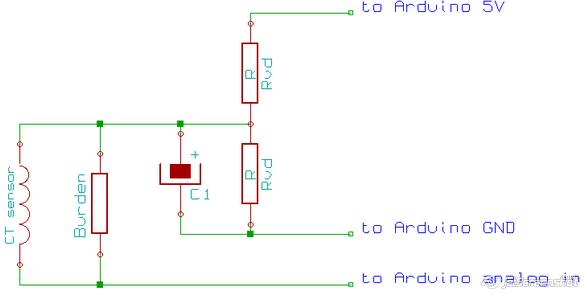 to Arduino 5V
R
Rvd
+
C1
R
Rvd
CT sensor
Burden
to Arduino GND
to Arduino analog in